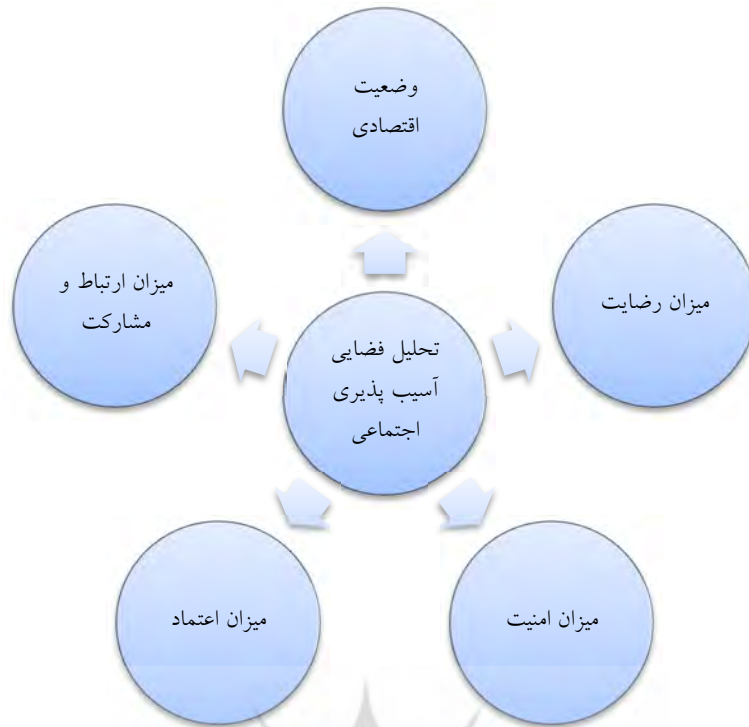 وضعیت
اقتصادی
میزان رضایت
میزان ارتباط و
مشارکت
تحلیل فضایی
آسیب پذیری
اجتماعی
میزان امنیت
میزان اعتماد